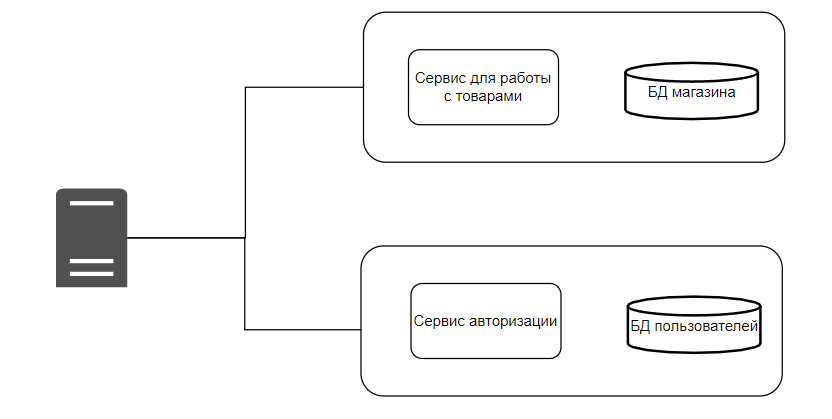 Сервис для работы
с товарами
БД магазина
Сервис авторизации
БД пользователей